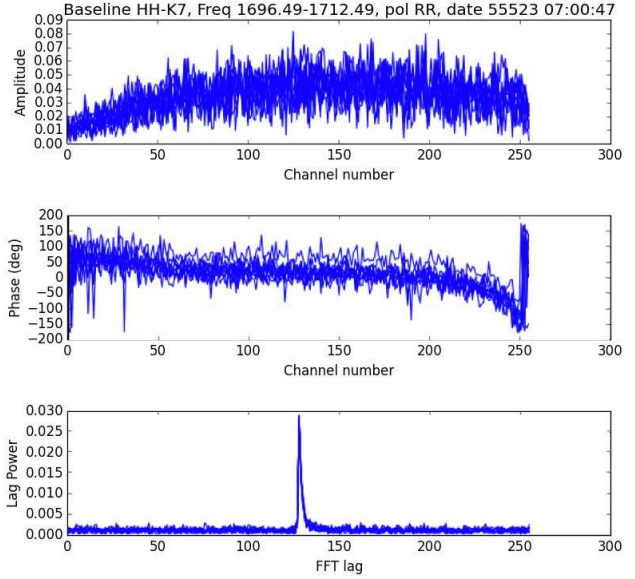 Baseline HH-K7, Freq 1696.49-1712.49, pol RR, date 55523 07:00:47
0.09
0.08
0.07
0.06
0.05
0.04
0.03
0.02
0.01
0.00
Amplitude
0 50 100 150 200 250 300
Channel number
200
150
100
50
0
−50
−100
−150
−200
Phase (deg)
0 50 100 150 200 250 300
Channel number
0.030
0.025
0.020
0.015
0.010
0.005
0.000
Lag Power
0 50 100 150 200 250 300
FFT lag